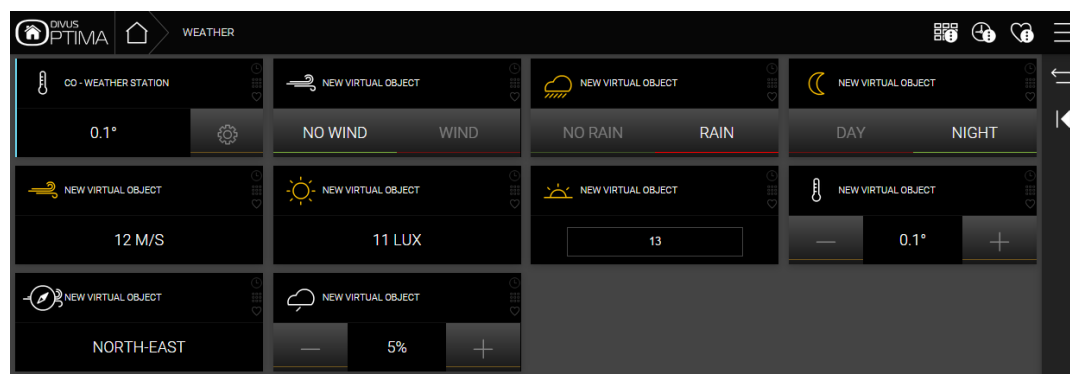 DIVUS
OPTIMA
WEATHER
CO - WEATHER STATION
NEW VIRTUAL OBJECT
NEW VIRTUAL OBJECT
NEW VIRTUAL OBJECT
0.1°
NO WIND WIND
NO RAIN RAIN
DAY NIGHT
NEW VIRTUAL OBJECT
NEW VIRTUAL OBJECT
NEW VIRTUAL OBJECT
NEW VIRTUAL OBJECT
12 M/S
11 LUX
13
0.1°
NEW VIRTUAL OBJECT
NEW VIRTUAL OBJECT
NORTH-EAST
5%